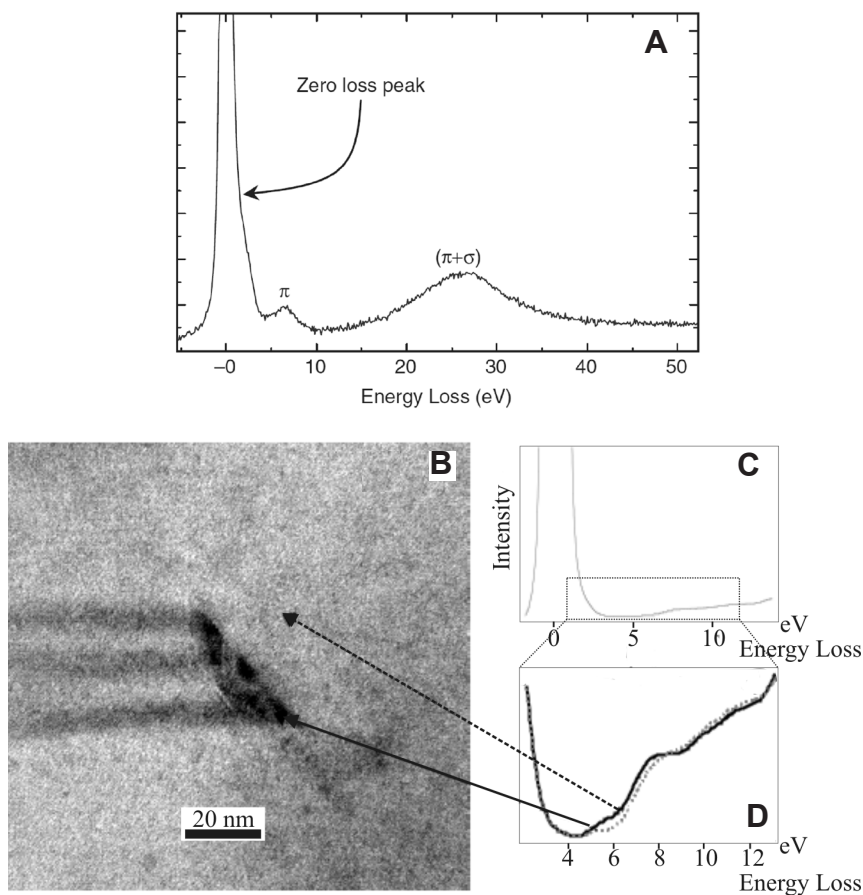 A
Zero loss peak
π
(π+σ)
–0 10 20 30 40 50
Energy Loss (eV)
B
20 nm
C
Intensity
0 5 10 eV
Energy Loss
D
4 6 8 10 12 eV
Energy Loss